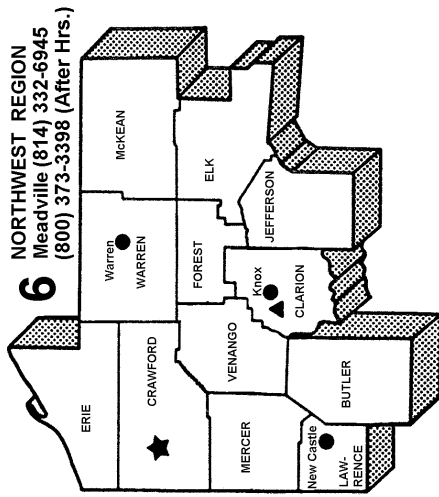 6
NORTHWEST REGION
Meadville (814) 332-6945
(800) 373-3398 (After Hrs.)
ERIE
CRAWFORD
Warren
WARREN
McKEAN
MERCER
VENANGO
FOREST
ELK
New Castle
LAW-
RENCE
BUTLER
Knox
CLARION
JEFFERSON